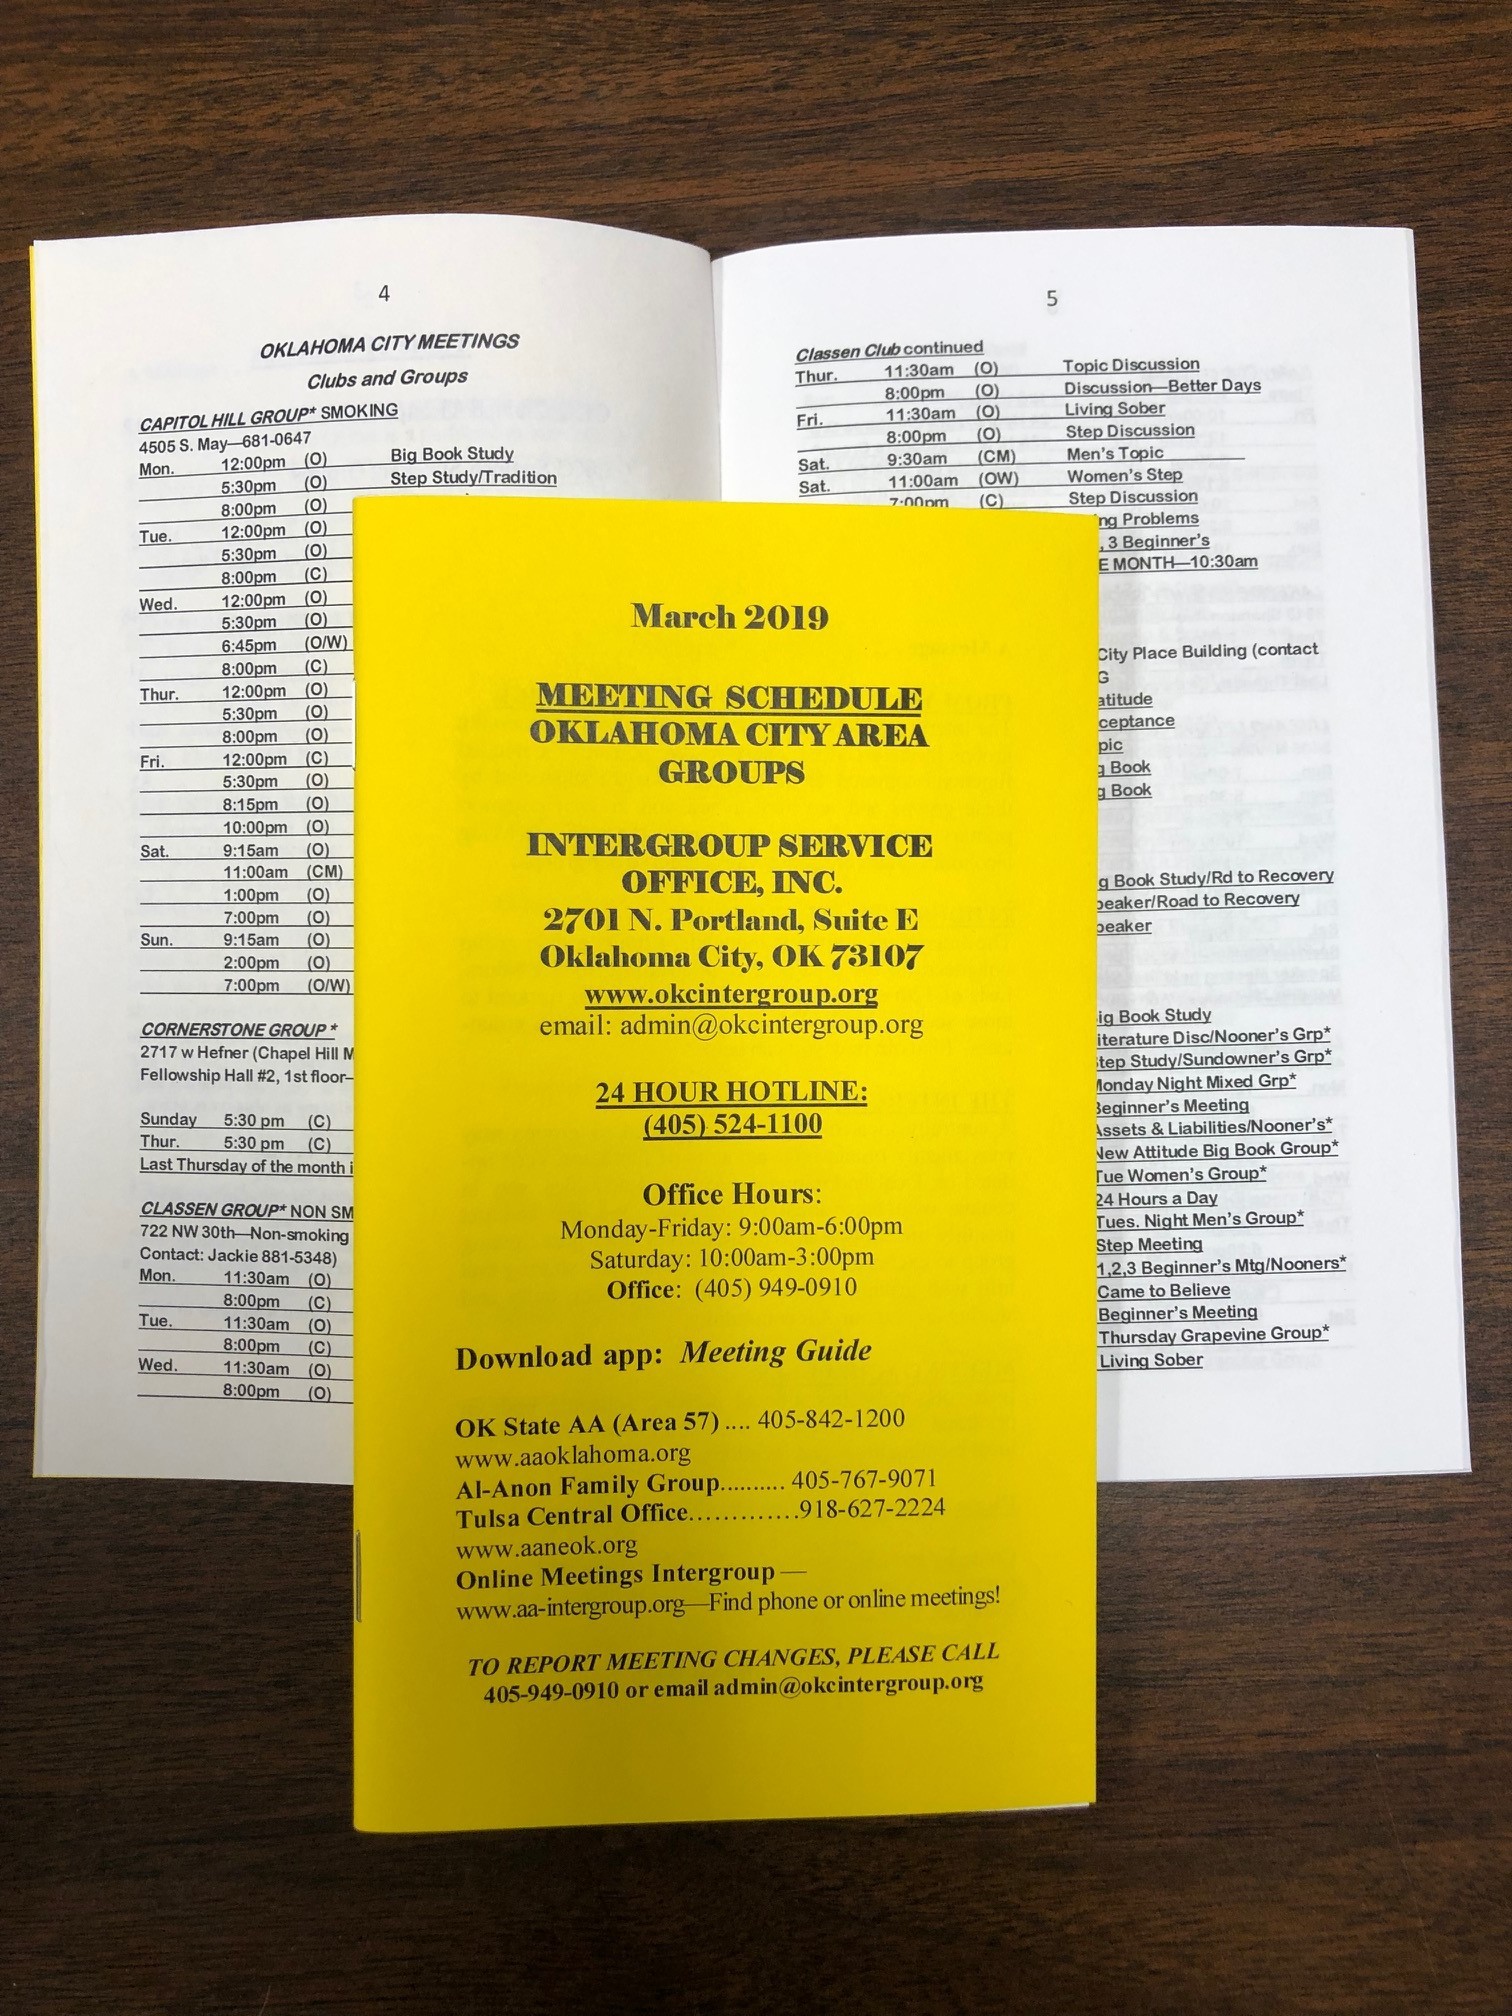 4
OKLAHOMA CITY MEETINGS
Clubs and Groups
CAPITOL HILL GROUP* SMOKING
4505 S. May—681-0647
Mon. 12:00pm (O) Big Book Study
5:30pm (O) Step Study/Tradition
8:00pm (O)
Tue. 12:00pm (O)
5:30pm (O)
8:00pm (C)
Wed. 12:00pm (O)
5:30pm (O)
6:45pm (O/W)
8:00pm (C)
Thur. 12:00pm (O)
5:30pm (O)
8:00pm (O)
Fri. 12:00pm (C)
5:30pm (O)
8:15pm (O)
10:00pm (O)
Sat. 9:15am (O)
11:00am (CM)
1:00pm (O)
7:00pm (O)
Sun. 9:15am (O)
2:00pm (O)
7:00pm (O/W)
CORNERSTONE GROUP *
2717 w Hefner (Chapel Hill M
Fellowship Hall #2, 1st floor–
Sunday 5:30 pm (C)
Thur. 5:30 pm (C)
Last Thursday of the month i
CLASSEN GROUP* NON SM
722 NW 30th—Non-smoking
Contact: Jackie 881-5348)
Mon. 11:30am (O)
8:00pm (C)
Tue. 11:30am (O)
8:00pm (C)
Wed. 11:30am (O)
8:00pm (O)
5
Classen Club continued
Thur. 11:30am (O) Topic Discussion
8:00pm (O) Discussion—Better Days
Fri. 11:30am (O) Living Sober
8:00pm (O) Step Discussion
Sat. 9:30am (CM) Men's Topic
Sat. 11:00am (OW) Women's Step
7:00pm (C) Step Discussion
ng Problems
, 3 Beginner's
E MONTH—10:30am
City Place Building (contact
G
atitude
ceptance
pic
g Book
g Book
g Book Study/Rd to Recovery
peaker/Road to Recovery
peaker
ig Book Study
iterature Disc/Nooner's Grp*
tep Study/Sundowner's Grp*
Monday Night Mixed Grp*
Beginner's Meeting
Assets & Liabilities/Nooner's*
New Attitude Big Book Group*
Tue Women's Group*
24 Hours a Day
Tues. Night Men's Group*
Step Meeting
1,2,3 Beginner's Mtg/Nooners*
Came to Believe
Beginner's Meeting
Thursday Grapevine Group*
Living Sober
March 2019
MEETING SCHEDULE
OKLAHOMA CITY AREA
GROUPS
INTERGROUP SERVICE
OFFICE, INC.
2701 N. Portland, Suite E
Oklahoma City, OK 73107
www.okcintergroup.org
email: admin@okcintergroup.org
24 HOUR HOTLINE:
(405) 524-1100
Office Hours:
Monday-Friday: 9:00am-6:00pm
Saturday: 10:00am-3:00pm
Office: (405) 949-0910
Download app: Meeting Guide
OK State AA (Area 57) .... 405-842-1200
www.aaoklahoma.org
Al-Anon Family Group.......... 405-767-9071
Tulsa Central Office.............918-627-2224
www.aaneok.org
Online Meetings Intergroup —
www.aa-intergroup.org—Find phone or online meetings!
TO REPORT MEETING CHANGES, PLEASE CALL
405-949-0910 or email admin@okcintergroup.org